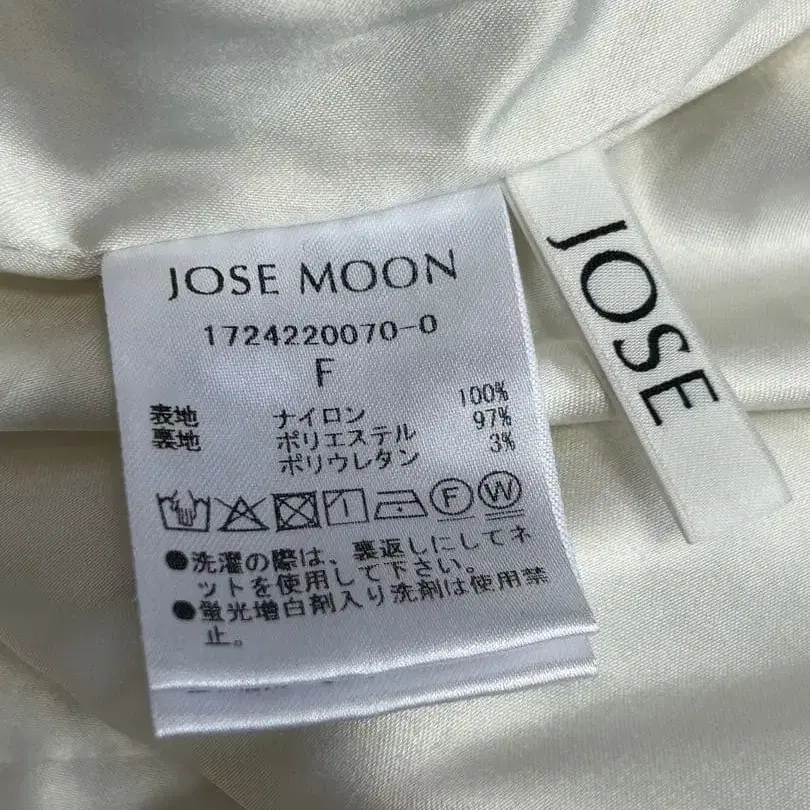 JOSE MOON
1724220070-0
F
表地 ナイロン 100%
裏地 ポリエステル 97%
ポリウレタン 3%
F W
●洗濯の際は、裏返しにしてネ
ットを使用して下さい。
●蛍光増白剤入り洗剤は使用禁
止。
JOSE